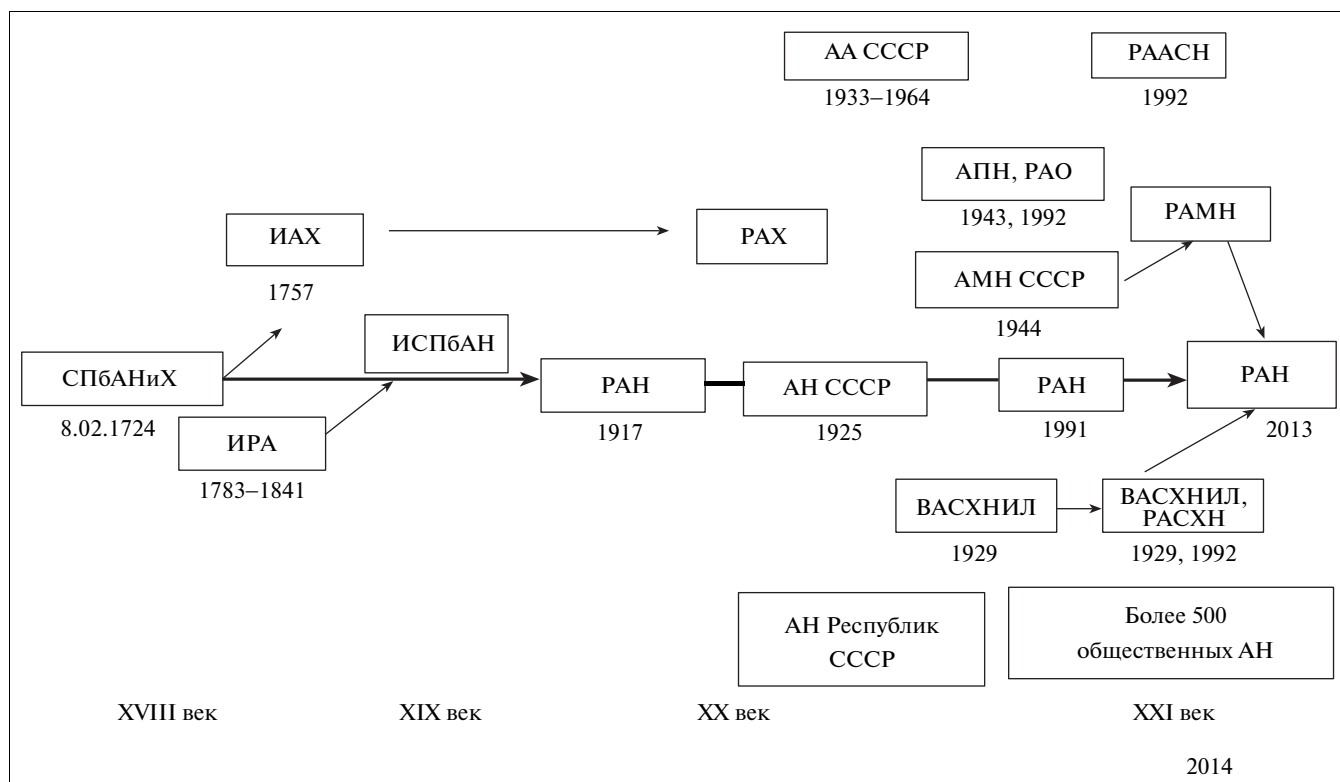 АА СССР
1933–1964
РААСН
1992
АПН, РАО
1943, 1992
РАМН
ИАХ
1757
РАХ
АМН СССР
1944
ИСПбАН
СПбАНиХ
8.02.1724
РАН
1917
АН СССР
1925
РАН
1991
РАН
2013
ИРА
1783–1841
ВАСХНИЛ
1929
ВАСХНИЛ,
РАСХН
1929, 1992
АН Республик
СССР
Более 500
общественных АН
XVIII век
XIX век
XX век
XXI век
2014